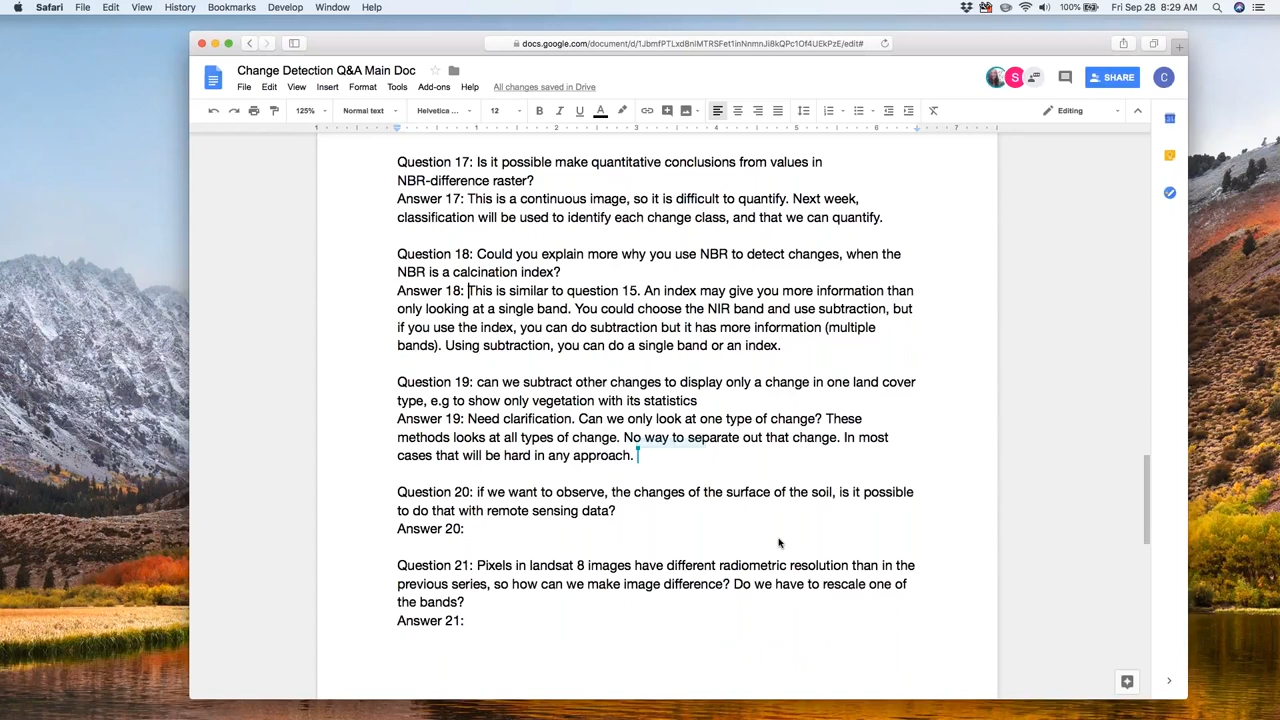 Safari File Edit View History Bookmarks Develop Window Help 100% Fri Sep 28 8:29 AM
Change Detection Q&A Main Doc
File Edit View Insert Format Tools Add-ons Help All changes saved in Drive
S SHARE C
125% Normal text Helvetica ... 12 B I U A Editing
1 1 2 3 4 5 6 7
Question 17: Is it possible make quantitative conclusions from values in
NBR-difference raster?
Answer 17: This is a continuous image, so it is difficult to quantify. Next week,
classification will be used to identify each change class, and that we can quantify.
Question 18: Could you explain more why you use NBR to detect changes, when the
NBR is a calcination index?
Answer 18: This is similar to question 15. An index may give you more information than
only looking at a single band. You could choose the NIR band and use subtraction, but
if you use the index, you can do subtraction but it has more information (multiple
bands). Using subtraction, you can do a single band or an index.
Question 19: can we subtract other changes to display only a change in one land cover
type, e.g to show only vegetation with its statistics
Answer 19: Need clarification. Can we only look at one type of change? These
methods looks at all types of change. No way to separate out that change. In most
cases that will be hard in any approach.
Question 20: if we want to observe, the changes of the surface of the soil, is it possible
to do that with remote sensing data?
Answer 20:
Question 21: Pixels in landsat 8 images have different radiometric resolution than in the
previous series, so how can we make image difference? Do we have to rescale one of
the bands?
Answer 21: